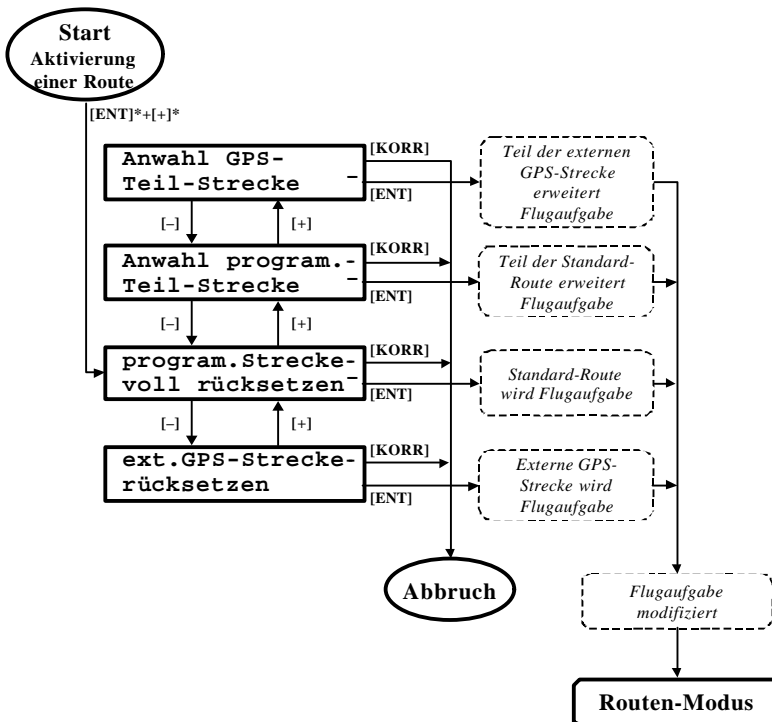 Start
Aktivierung
einer Route
[ENT]*+[+]*
Anwahl GPS-
Teil-Strecke –
[KORR]
[ENT]
Teil der externen
GPS-Strecke
erweitert
Flugaufgabe
[–]
[+]
Anwahl program.-
Teil-Strecke –
[KORR]
[ENT]
Teil der Standard-
Route erweitert
Flugaufgabe
[–]
[+]
program.Strecke-
voll rücksetzen–
[KORR]
[ENT]
Standard-Route
wird Flugaufgabe
[–]
[+]
ext.GPS-Strecke-
rücksetzen
[KORR]
[ENT]
Externe GPS-
Strecke wird
Flugaufgabe
Abbruch
Flugaufgabe
modifiziert
Routen-Modus